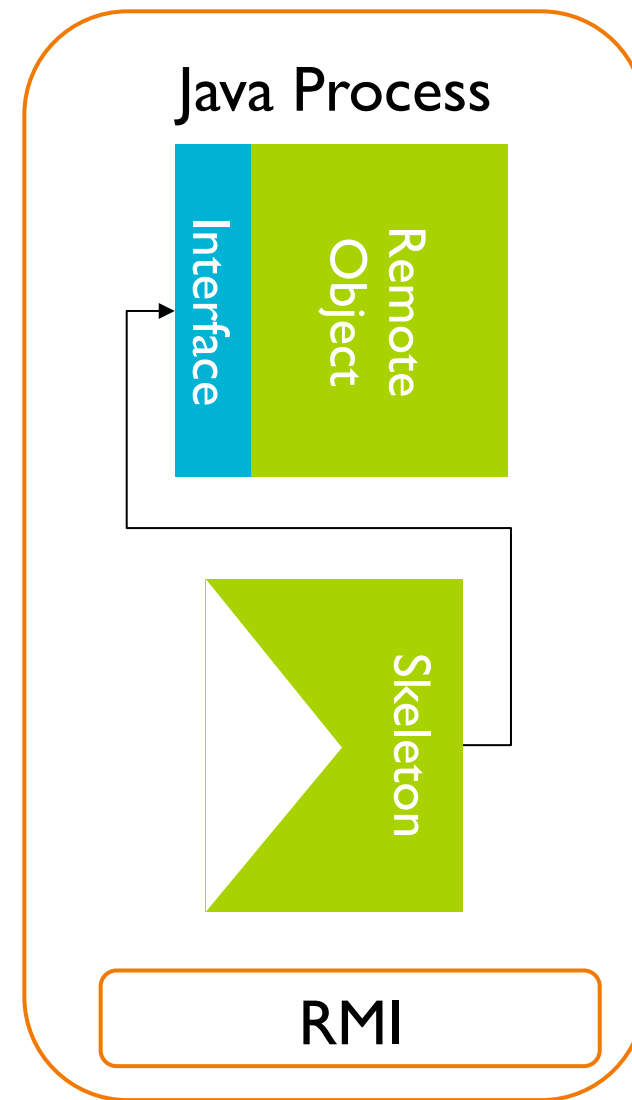 Java Process
Interface
Remote
Object
Skeleton
RMI